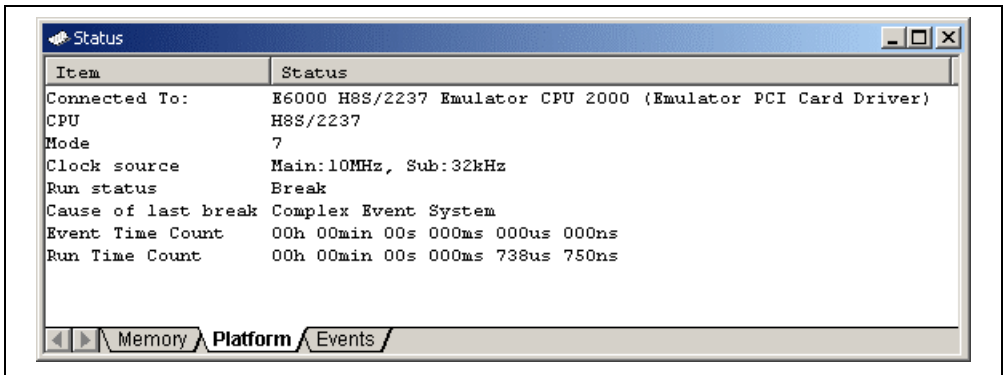 Status
Item Status
Connected To: E6000 H8S/2237 Emulator CPU 2000 (Emulator PCI Card Driver)
CPU H8S/2237
Mode 7
Clock source Main:10MHz, Sub:32kHz
Run status Break
Cause of last break Complex Event System
Event Time Count 00h 00min 00s 000ms 000us 000ns
Run Time Count 00h 00min 00s 000ms 738us 750ns
Memory Platform Events